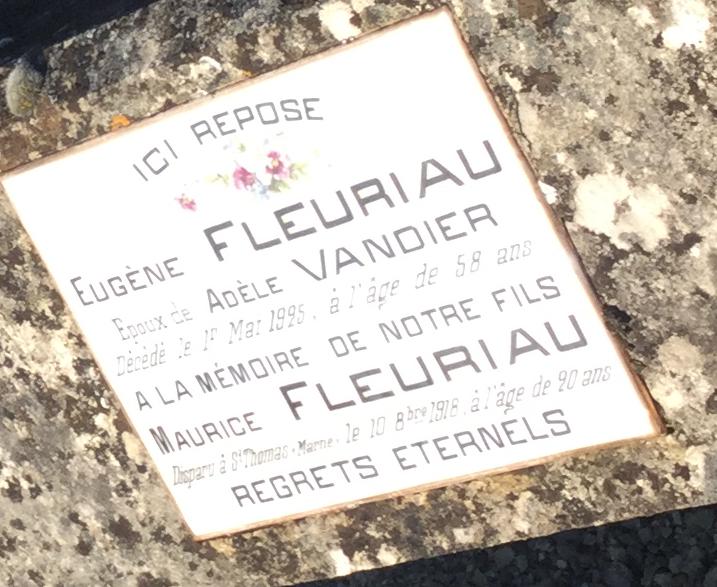 ICI REPOSE
EUGÈNE FLEURIAU
Epoux de ADÈLE VANDIER
Décédé le 1r Mai 1925, à l'âge de 58 ans
A LA MÉMOIRE DE NOTRE FILS
MAURICE FLEURIAU
Disparu à St Thomas - Marne - le 10 8bre 1918, à l'âge de 20 ans
REGRETS ETERNELS